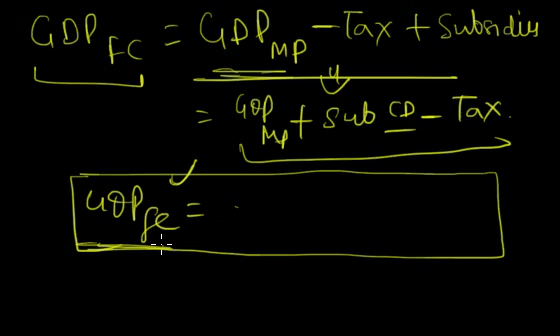 GDP FC = GDP MP - Tax + Subsidies
= GDP MP + Sub CD - Tax.
GDP fc =